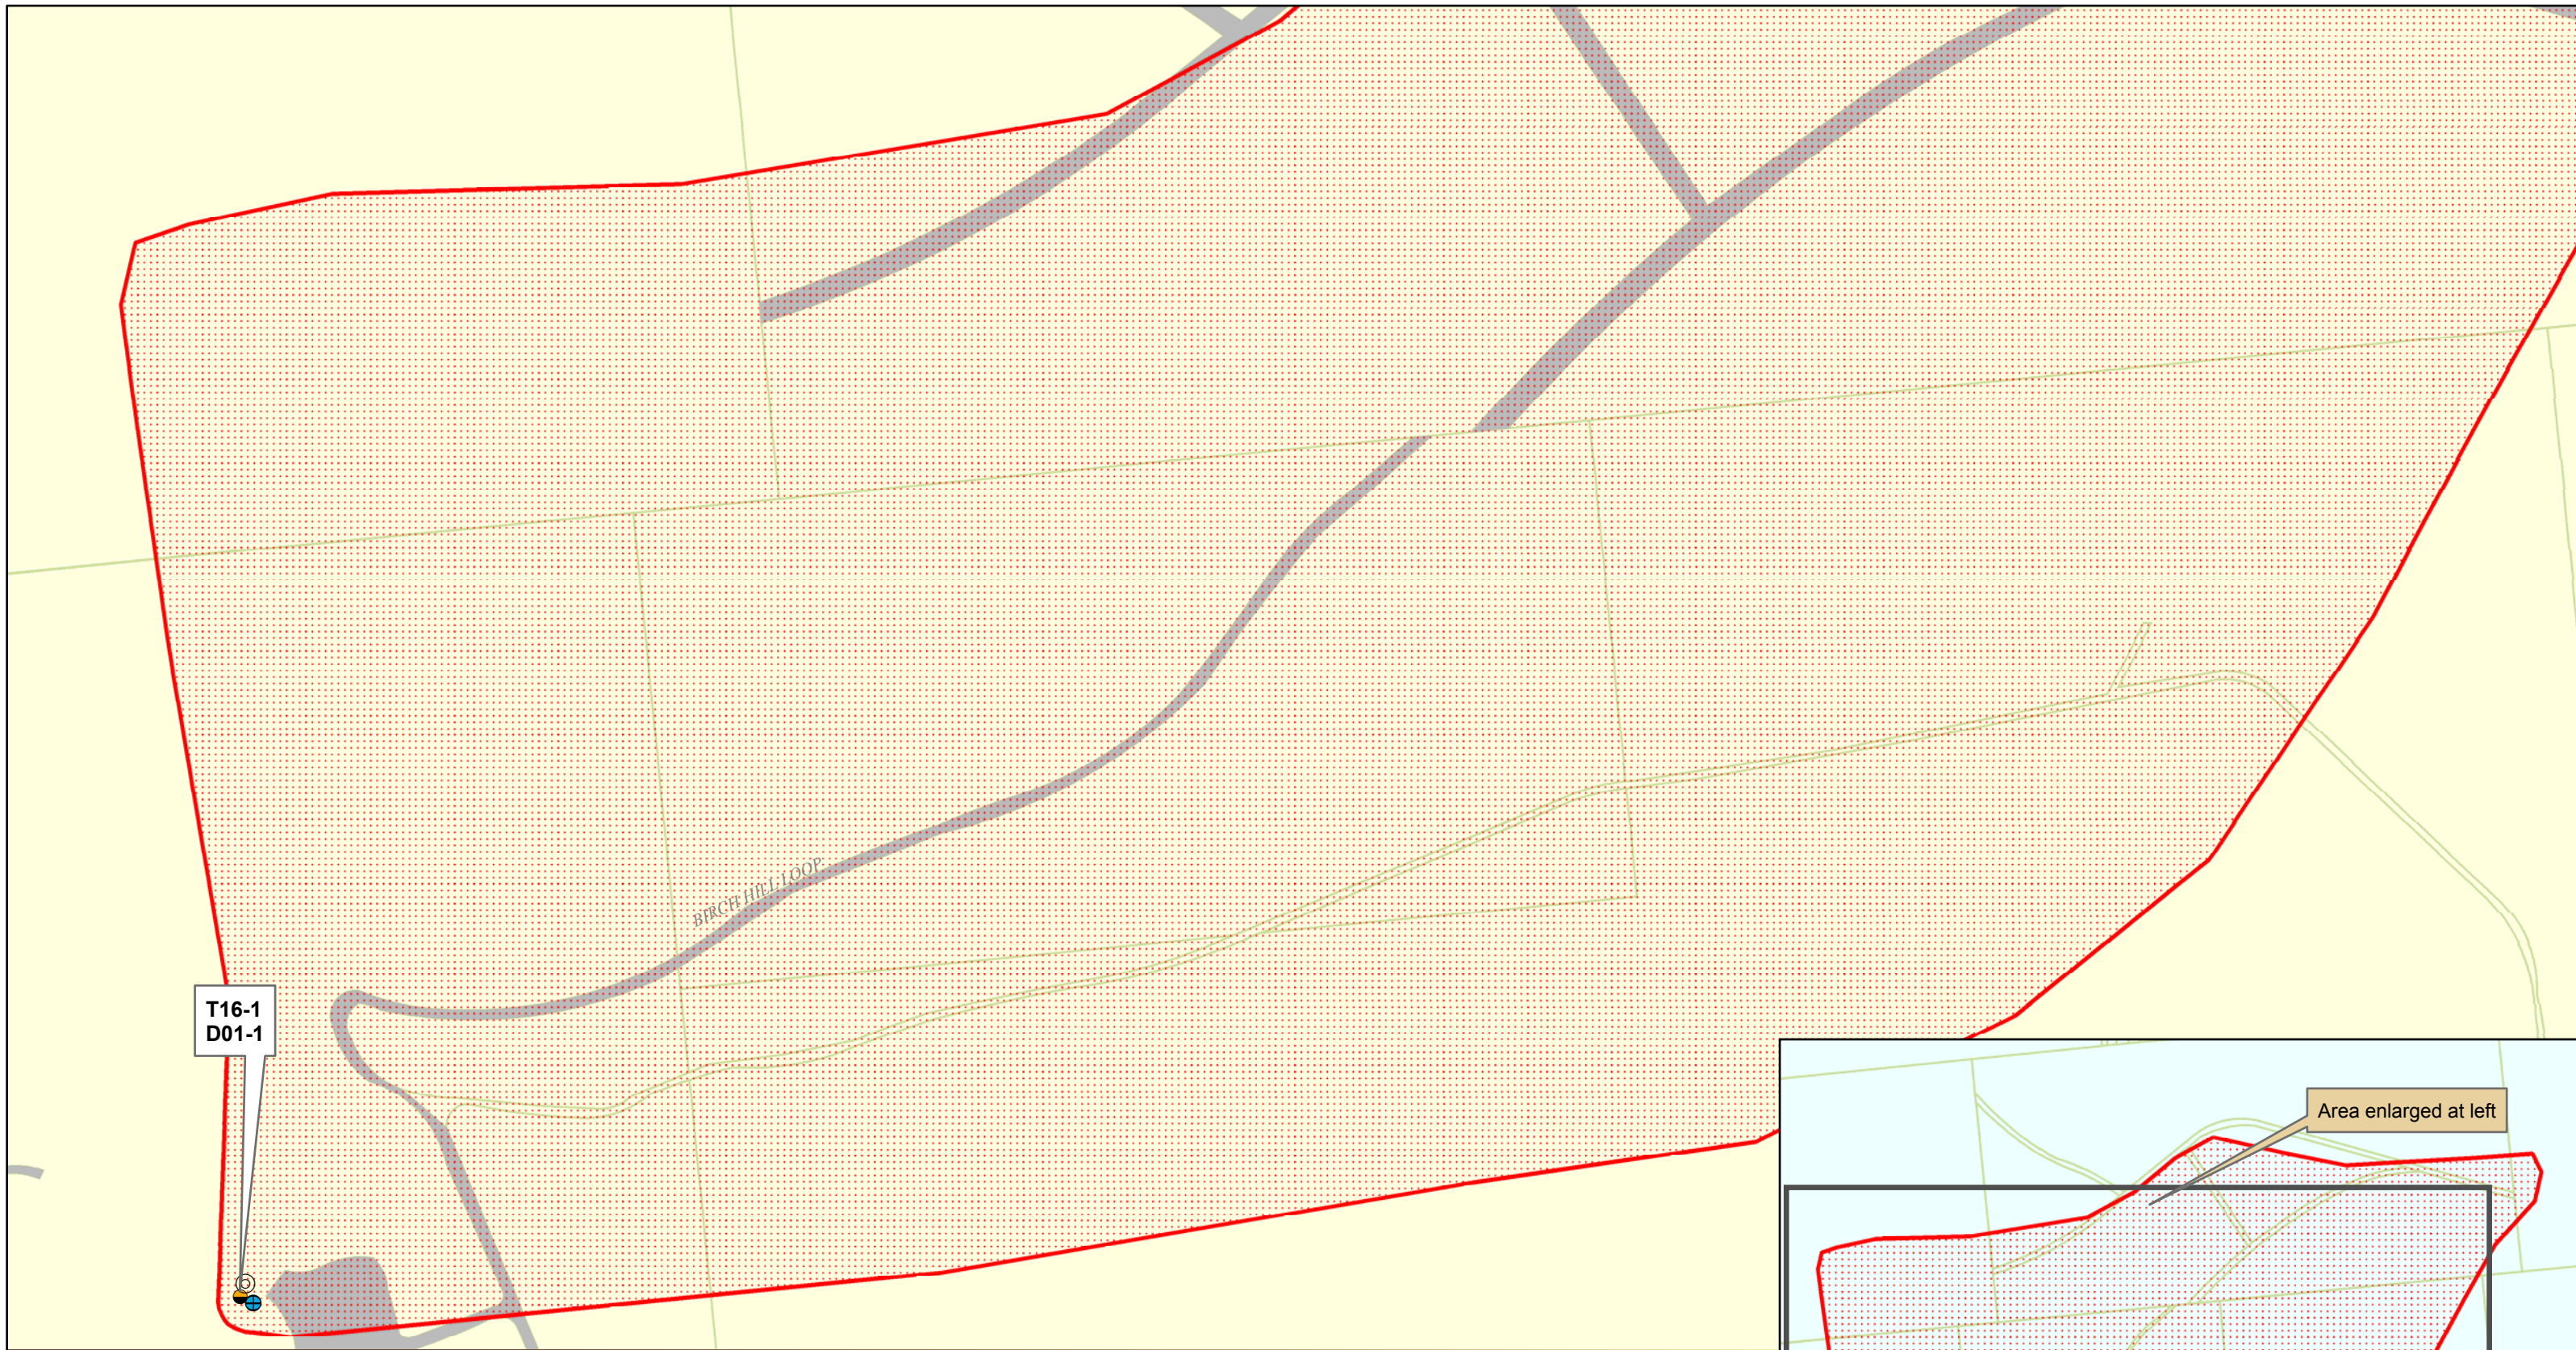 BIRCH HILL LOOP
T16-1
D01-1
Area enlarged at left